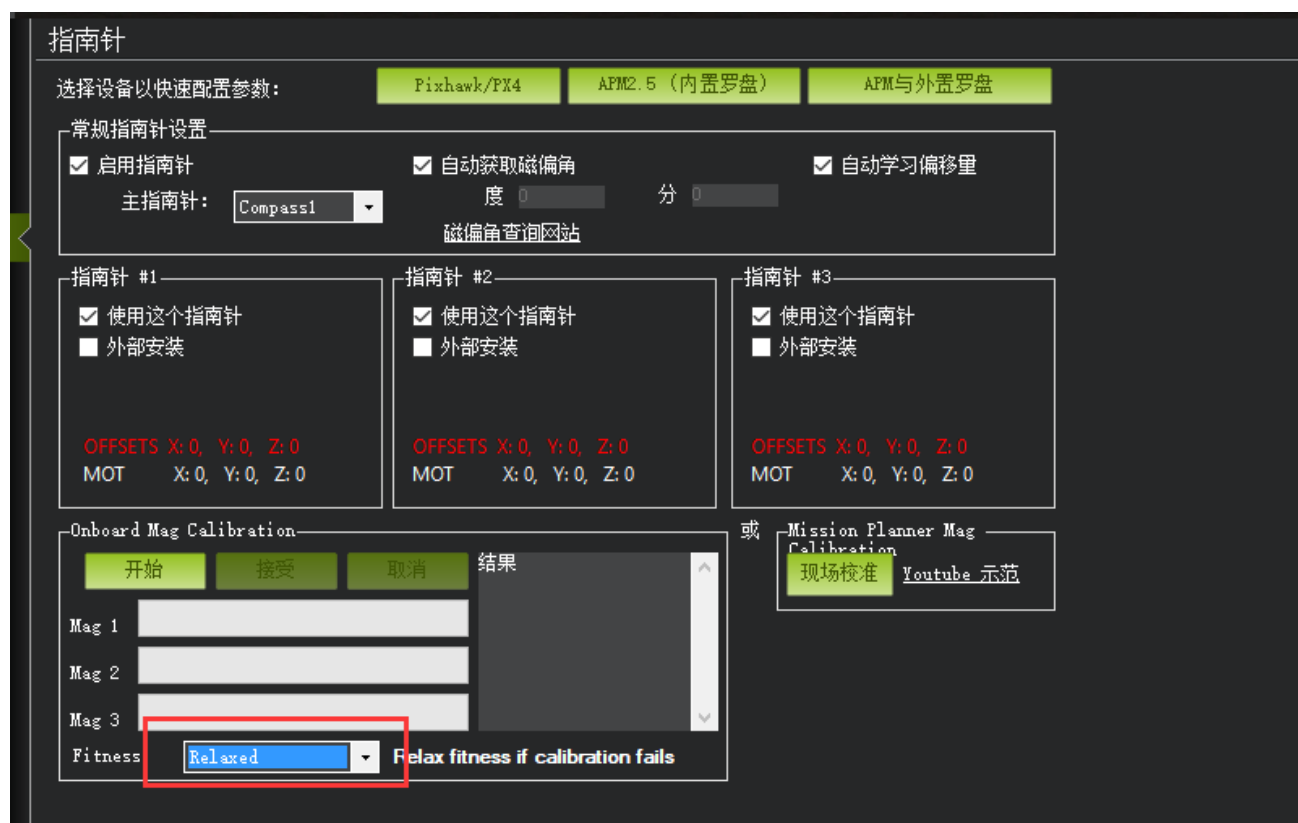 指南针
选择设备以快速配置参数: Pixhawk/PX4 APM2.5 (内置罗盘) APM与外置罗盘
常规指南针设置
启用指南针 自动获取磁偏角 自动学习偏移量
主指南针: Compass1 度 0 分 0
磁偏角查询网站
指南针 #1 指南针 #2 指南针 #3
使用这个指南针 使用这个指南针 使用这个指南针
外部安装 外部安装 外部安装
OFFSETS X: 0, Y: 0, Z: 0 OFFSETS X: 0, Y: 0, Z: 0 OFFSETS X: 0, Y: 0, Z: 0
MOT X: 0, Y: 0, Z: 0 MOT X: 0, Y: 0, Z: 0 MOT X: 0, Y: 0, Z: 0
Onboard Mag Calibration 或 Mission Planner Mag
Calibration
开始 接受 取消 结果 现场校准 Youtube 示范
Mag 1
Mag 2
Mag 3
Fitness Relaxed Relax fitness if calibration fails